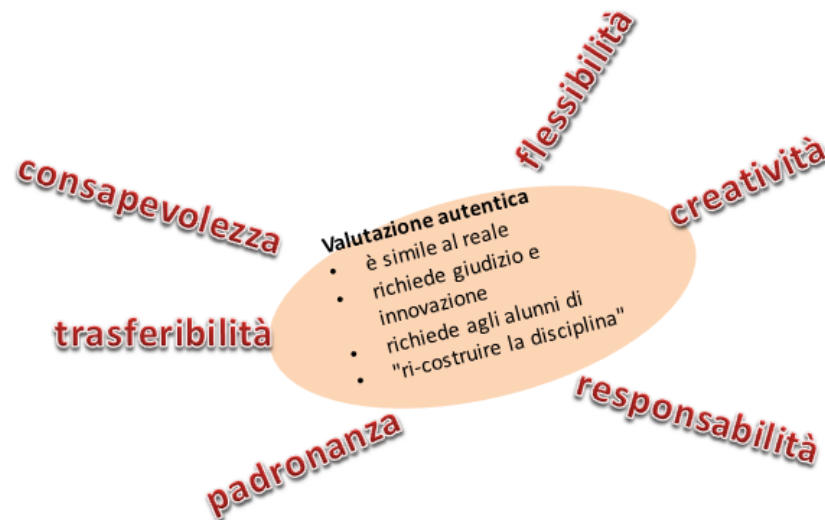 flessibilità
creatività
consapevolezza
Valutazione autentica
• è simile al reale
• richiede giudizio e
innovazione
• richiede agli alunni di
• "ri-costruire la disciplina"
trasferibilità
responsabilità
padronanza